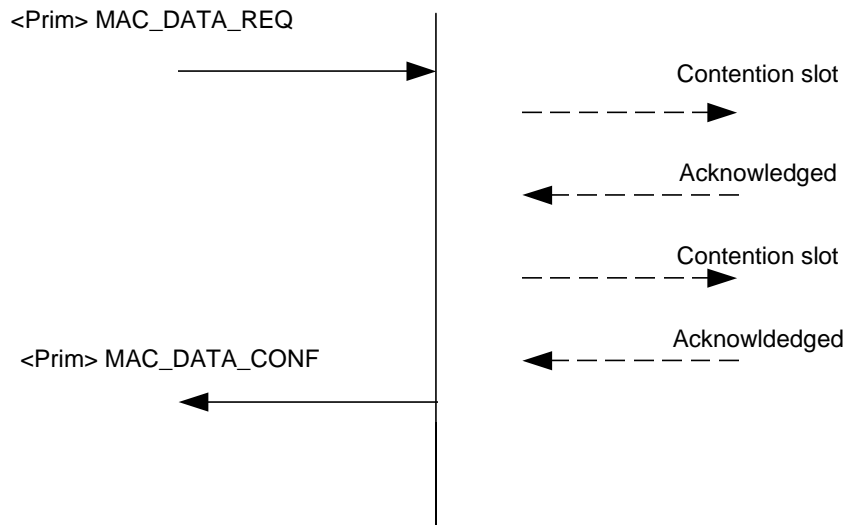 <Prim> MAC_DATA_REQ
Contention slot
Acknowledged
Contention slot
Acknowldedged
<Prim> MAC_DATA_CONF